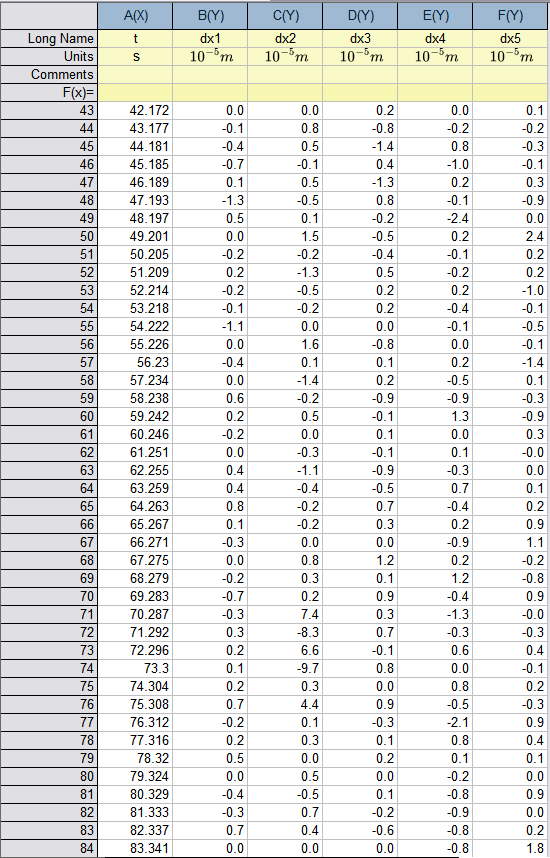 A(X) B(Y) C(Y) D(Y) E(Y) F(Y)
Long Name t dx1 dx2 dx3 dx4 dx5
Units s 10⁻⁵m 10⁻⁵m 10⁻⁵m 10⁻⁵m 10⁻⁵m
Comments
F(x)=
43 42.172 0.0 0.0 0.2 0.0 0.1
44 43.177 -0.1 0.8 -0.8 -0.2 -0.2
45 44.181 -0.4 0.5 -1.4 0.8 -0.3
46 45.185 -0.7 -0.1 0.4 -1.0 -0.1
47 46.189 0.1 0.5 -1.3 0.2 0.3
48 47.193 -1.3 -0.5 0.8 -0.1 -0.9
49 48.197 0.5 0.1 -0.2 -2.4 0.0
50 49.201 0.0 1.5 -0.5 0.2 2.4
51 50.205 -0.2 -0.2 -0.4 -0.1 0.2
52 51.209 0.2 -1.3 0.5 -0.2 0.2
53 52.214 -0.2 -0.5 0.2 0.2 -1.0
54 53.218 -0.1 -0.2 0.2 -0.4 -0.1
55 54.222 -1.1 0.0 0.0 -0.1 -0.5
56 55.226 0.0 1.6 -0.8 0.0 -0.1
57 56.23 -0.4 0.1 0.1 0.2 -1.4
58 57.234 0.0 -1.4 0.2 -0.5 0.1
59 58.238 0.6 -0.2 -0.9 -0.9 -0.3
60 59.242 0.2 0.5 -0.1 1.3 -0.9
61 60.246 -0.2 0.0 0.1 0.0 0.3
62 61.251 0.0 -0.3 -0.1 0.1 -0.0
63 62.255 0.4 -1.1 -0.9 -0.3 0.0
64 63.259 0.4 -0.4 -0.5 0.7 0.1
65 64.263 0.8 -0.2 0.7 -0.4 0.2
66 65.267 0.1 -0.2 0.3 0.2 0.9
67 66.271 -0.3 0.0 0.0 -0.9 1.1
68 67.275 0.0 0.8 1.2 0.2 -0.2
69 68.279 -0.2 0.3 0.1 1.2 -0.8
70 69.283 -0.7 0.2 0.9 -0.4 0.9
71 70.287 -0.3 7.4 0.3 -1.3 -0.0
72 71.292 0.3 -8.3 0.7 -0.3 -0.3
73 72.296 0.2 6.6 -0.1 0.6 0.4
74 73.3 0.1 -9.7 0.8 0.0 -0.1
75 74.304 0.2 0.3 0.0 0.8 0.2
76 75.308 0.7 4.4 0.9 -0.5 -0.3
77 76.312 -0.2 0.1 -0.3 -2.1 0.9
78 77.316 0.2 0.3 0.1 0.8 0.4
79 78.32 0.5 0.0 0.2 0.1 0.1
80 79.324 0.0 0.5 0.0 -0.2 0.0
81 80.329 -0.4 -0.5 0.1 -0.8 0.9
82 81.333 -0.3 0.7 -0.2 -0.9 0.0
83 82.337 0.7 0.4 -0.6 -0.8 0.2
84 83.341 0.0 0.0 0.0 -0.8 1.8